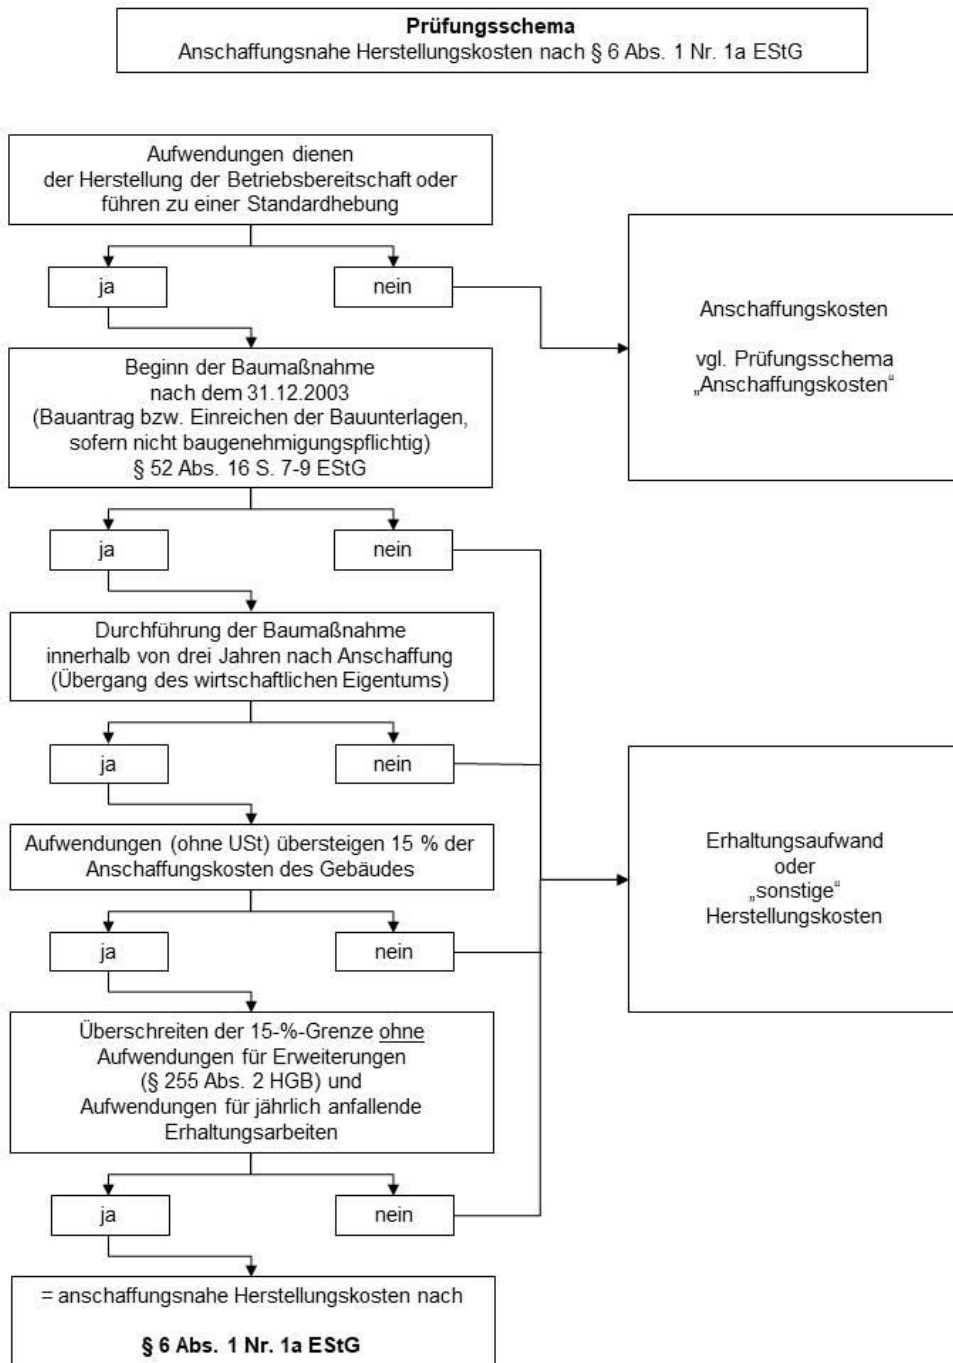 Prüfungsschema
Anschaffungsnahe Herstellungskosten nach § 6 Abs. 1 Nr. 1a EStG
Aufwendungen dienen
der Herstellung der Betriebsbereitschaft oder
führen zu einer Standardhebung
ja
nein
Anschaffungskosten
vgl. Prüfungsschema
„Anschaffungskosten“
Beginn der Baumaßnahme
nach dem 31.12.2003
(Bauantrag bzw. Einreichen der Bauunterlagen,
sofern nicht baugenehmigungspflichtig)
§ 52 Abs. 16 S. 7-9 EStG
ja
nein
Durchführung der Baumaßnahme
innerhalb von drei Jahren nach Anschaffung
(Übergang des wirtschaftlichen Eigentums)
ja
nein
Aufwendungen (ohne USt) übersteigen 15 % der
Anschaffungskosten des Gebäudes
Erhaltungsaufwand
oder
„sonstige“
Herstellungskosten
ja
nein
Überschreiten der 15-%-Grenze ohne
Aufwendungen für Erweiterungen
(§ 255 Abs. 2 HGB) und
Aufwendungen für jährlich anfallende
Erhaltungsarbeiten
ja
nein
= anschaffungsnahe Herstellungskosten nach
§ 6 Abs. 1 Nr. 1a EStG